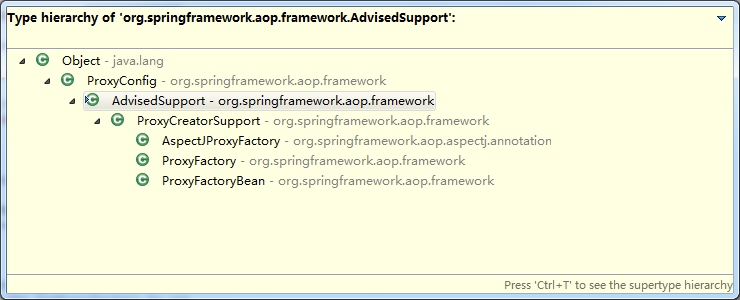 Type hierarchy of 'org.springframework.aop.framework.AdvisedSupport':
Object - java.lang
ProxyConfig - org.springframework.aop.framework
AdvisedSupport - org.springframework.aop.framework
ProxyCreatorSupport - org.springframework.aop.framework
AspectJProxyFactory - org.springframework.aop.aspectj.annotation
ProxyFactory - org.springframework.aop.framework
ProxyFactoryBean - org.springframework.aop.framework
Press 'Ctrl+T' to see the supertype hierarchy